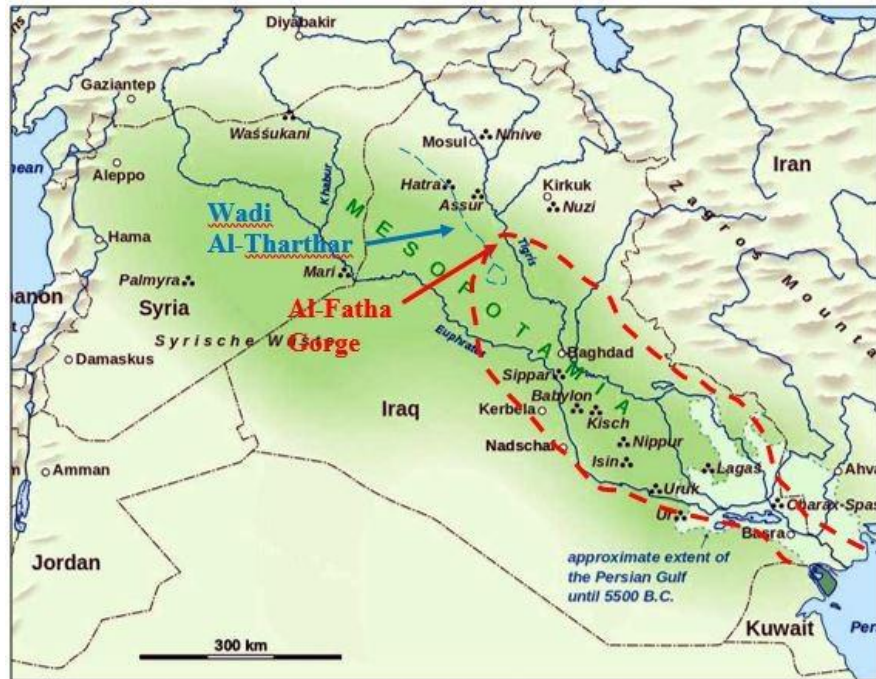 Diyabakir
Gaziantep
Wassukani
Mosul
Ninive
Iran
Aleppo
Khabur
Hatra
Assur
Kirkuk
Nuzi
Zagros Mounta
Wadi
Al-Tharthar
MESOPOTAMIA
Hama
Tigris
Mari
Palmyra
Syria
Al-Fatha
Gorge
Syrische Wüste
Euphrates
Damaskus
Baghdad
Sippar
Iraq
Babylon
Kerbela
Kisch
Nadschaf
Nippur
Isin
Lagaš
Amman
Uruk
Ahva
Charax-Spas
Ur
Basra
approximate extent of
the Persian Gulf
until 5500 B.C.
Jordan
Kuwait
Per
300 km